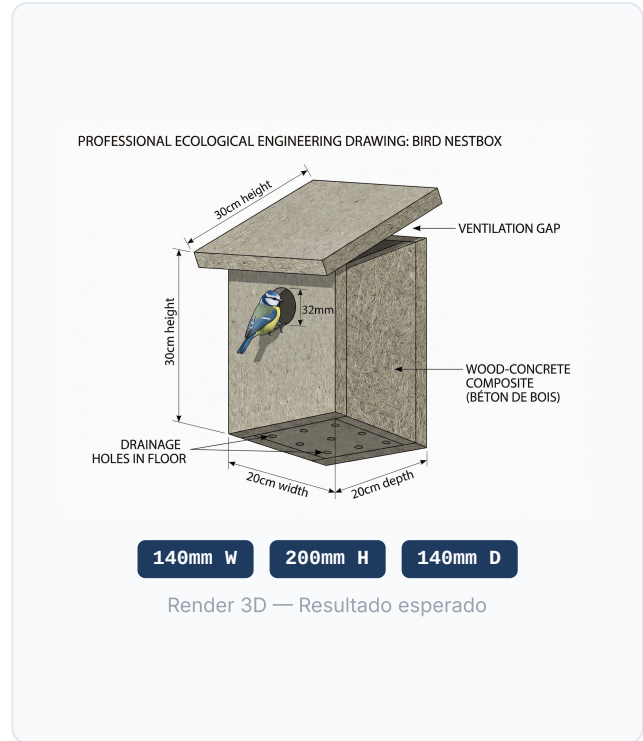 PROFESSIONAL ECOLOGICAL ENGINEERING DRAWING: BIRD NESTBOX
30cm height
VENTILATION GAP
30cm height
32mm
WOOD-CONCRETE
COMPOSITE
(BÉTON DE BOIS)
DRAINAGE
HOLES IN FLOOR
20cm width
20cm depth
140mm W
200mm H
140mm D
Render 3D — Resultado esperado